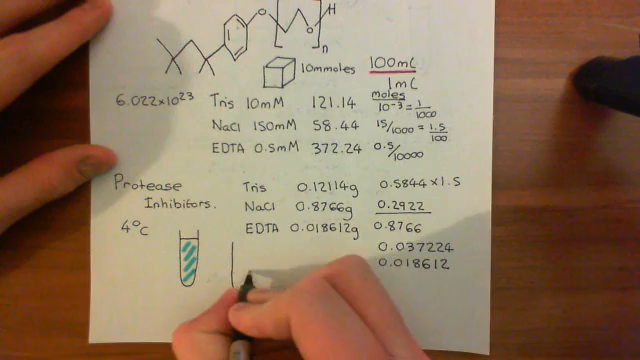 O H
O
n
10mmoles 100mL
1mL
6.022×10²³ Tris 10mM 121.14 moles 10⁻³ = 1/1000
NaCl 150mM 58.44 15/1000 = 1.5/100
EDTA 0.5mM 372.24 0.5/10000
Protease Inhibitors.
4°C
Tris 0.12114g 0.5844×1.5
NaCl 0.8766g 0.2922
EDTA 0.018612g 0.8766
0.037224
0.018612